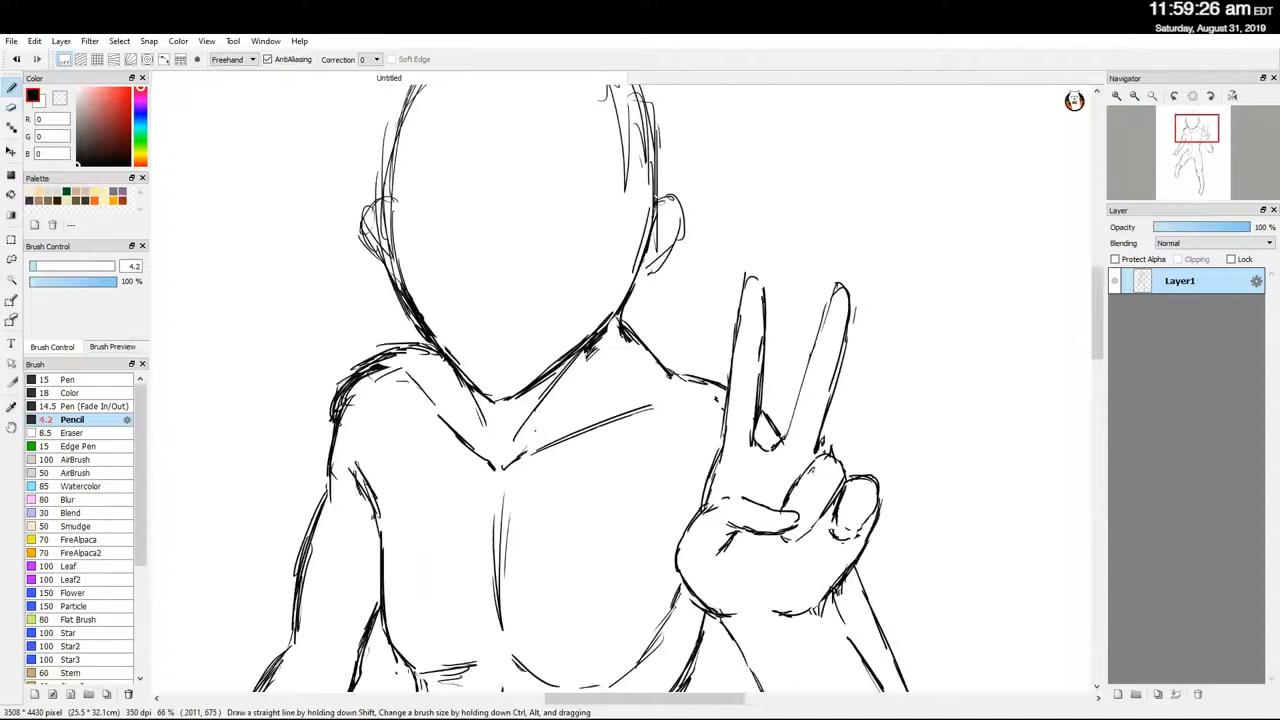 11:59:26 am EDT
Saturday, August 31, 2019
File Edit Layer Filter Select Snap Color View Tool Window Help
Freehand AntiAliasing Correction 0 Soft Edge
Untitled
Color
R 0
G 0
B 0
Palette
---
Brush Control
4.2
100 %
Brush Control Brush Preview
Brush
15 Pen
18 Color
14.5 Pen (Fade In/Out)
4.2 Pencil
8.5 Eraser
15 Edge Pen
100 AirBrush
50 AirBrush
85 Watercolor
80 Blur
30 Blend
50 Smudge
70 FireAlpaca
70 FireAlpaca2
100 Leaf
100 Leaf2
150 Flower
150 Particle
80 Flat Brush
100 Star
100 Star2
100 Star3
60 Stem
Navigator
Layer
Opacity 100 %
Blending Normal
Protect Alpha Clipping Lock
Layer1
3508 * 4430 pixel (25.5 * 32.1cm) 350 dpi 66 % ( 2011, 675) Draw a straight line by holding down Shift, Change a brush size by holding down Ctrl, Alt, and dragging